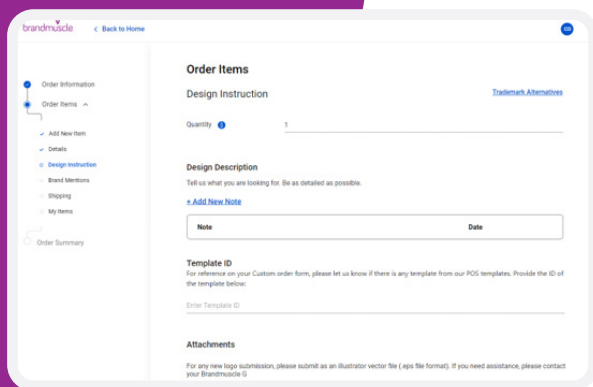 brandmuscle
< Back to Home
Order Information
Order Items
Add New Item
Details
Design Instruction
Brand Mentions
Shipping
My Items
Order Summary
Order Items
Design Instruction
Trademark Alternatives
Quantity
1
Design Description
Tell us what you are looking for. Be as detailed as possible.
+ Add New Note
Note Date
Template ID
For reference on your Custom order form, please let us know if there is any template from our POS templates. Provide the ID of
the template below:
Enter Template ID
Attachments
For any new logo submission, please submit as an illustrator vector file (.eps file format). If you need assistance, please contact
your Brandmuscle G